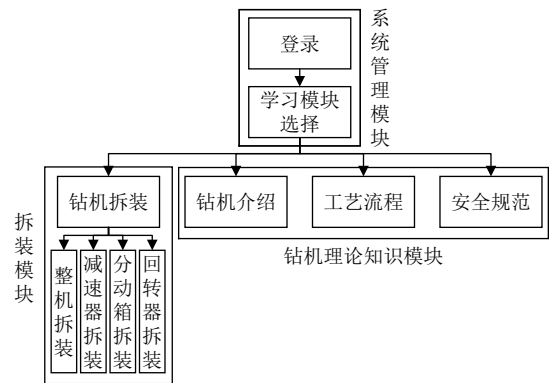 登录
学习模块
选择
系统管理模块
钻机拆装
钻机介绍
工艺流程
安全规范
钻机理论知识模块
拆装模块
整机拆装
减速器拆装
分动箱拆装
回转器拆装